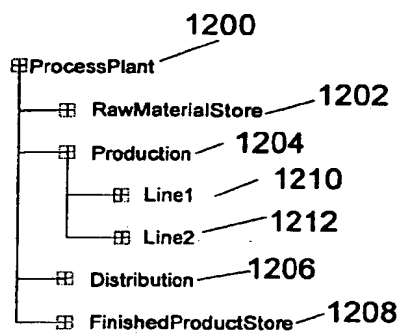 1200
ProcessPlant
RawMaterialStore 1202
Production 1204
Line1 1210
Line2 1212
Distribution 1206
FinishedProductStore 1208